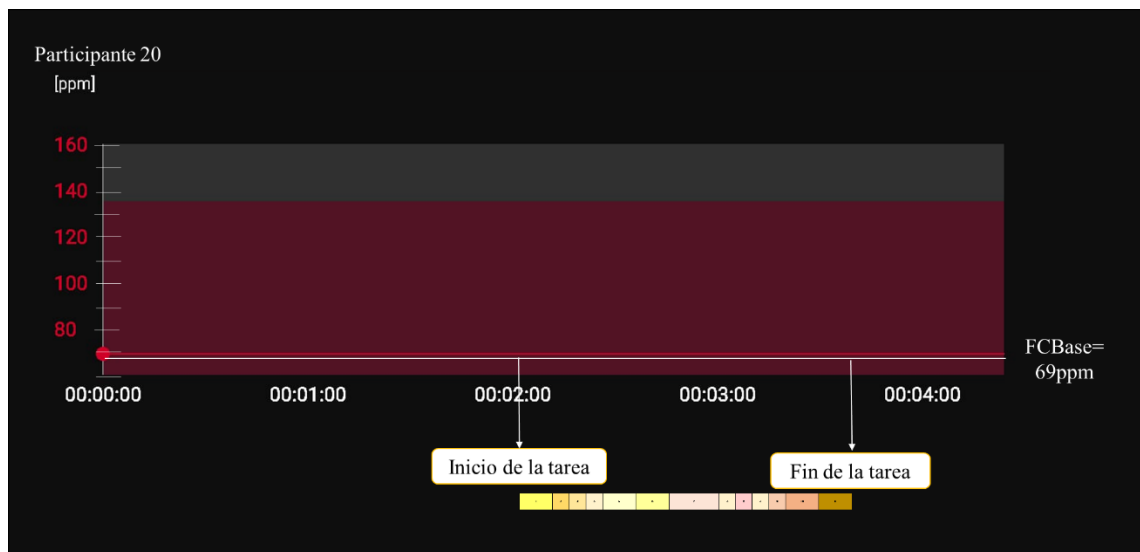 Participante 20
[ppm]
160
140
120
100
80
FCBase=
69ppm
00:00:00 00:01:00 00:02:00 00:03:00 00:04:00
Inicio de la tarea
Fin de la tarea